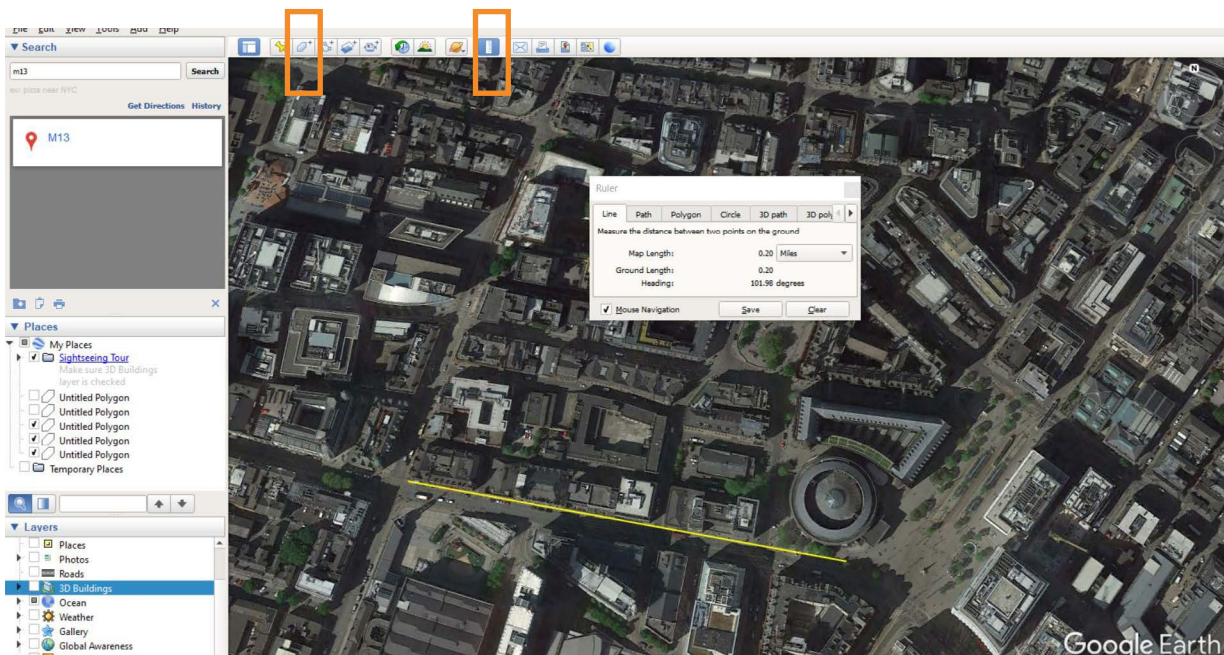 File Edit View Tools Add Help
Search
m13
Search
ex: pizza near NYC
Get Directions History
M13
Places
My Places
Sightseeing Tour
Make sure 3D Buildings
layer is checked
Untitled Polygon
Untitled Polygon
Untitled Polygon
Untitled Polygon
Untitled Polygon
Temporary Places
Layers
Places
Photos
Roads
3D Buildings
Ocean
Weather
Gallery
Global Awareness
N
Ruler
Line Path Polygon Circle 3D path 3D poly
Measure the distance between two points on the ground
Map Length: 0.20 Miles
Ground Length: 0.20
Heading: 101.98 degrees
Mouse Navigation Save Clear
Google Earth